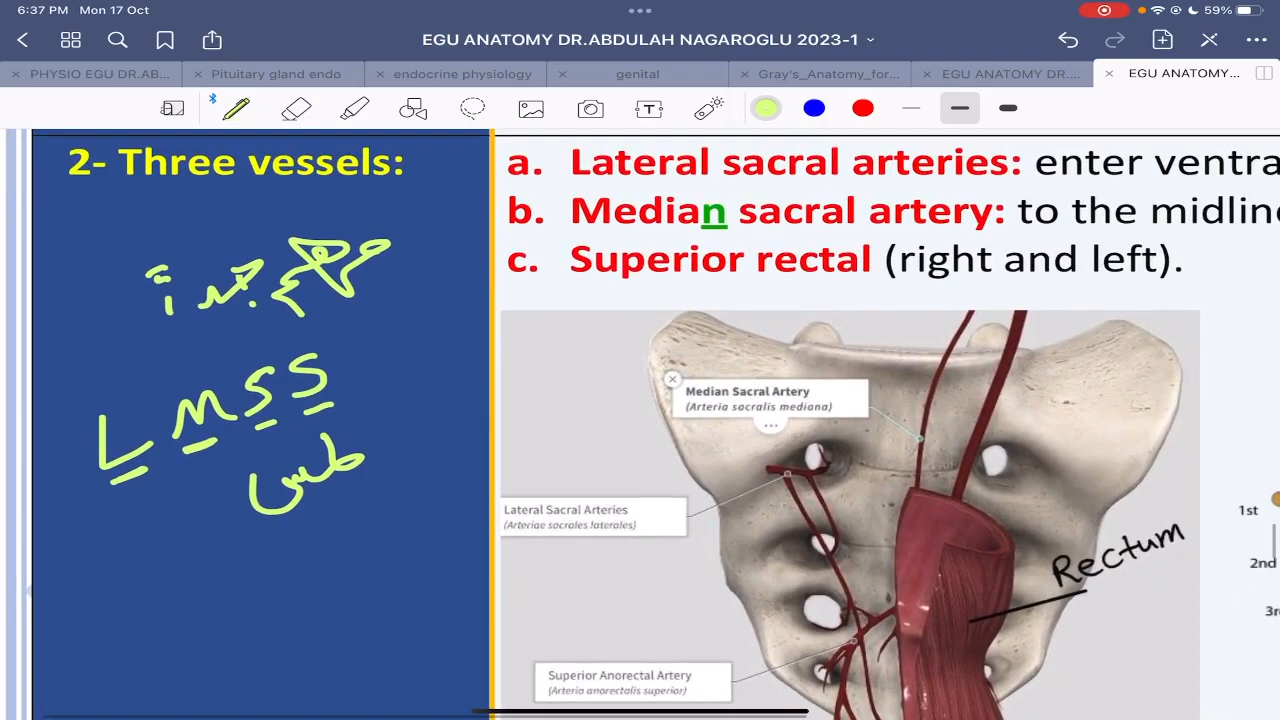 6:37 PM Mon 17 Oct
59%
EGU ANATOMY DR.ABDULAH NAGAROGLU 2023-1
PHYSIO EGU DR.AB...
Pituitary gland endo
endocrine physiology
genital
Gray's_Anatomy_for...
EGU ANATOMY DR....
EGU ANATOMY...
2- Three vessels:
L M S S
a. Lateral sacral arteries: enter ventra
b. Median sacral artery: to the midlin
c. Superior rectal (right and left).
Median Sacral Artery
(Arteria sacralis mediana)
Lateral Sacral Arteries
(Arteriae sacrales laterales)
Rectum
Superior Anorectal Artery
(Arteria anorectalis superior)
1st
2nd
3r